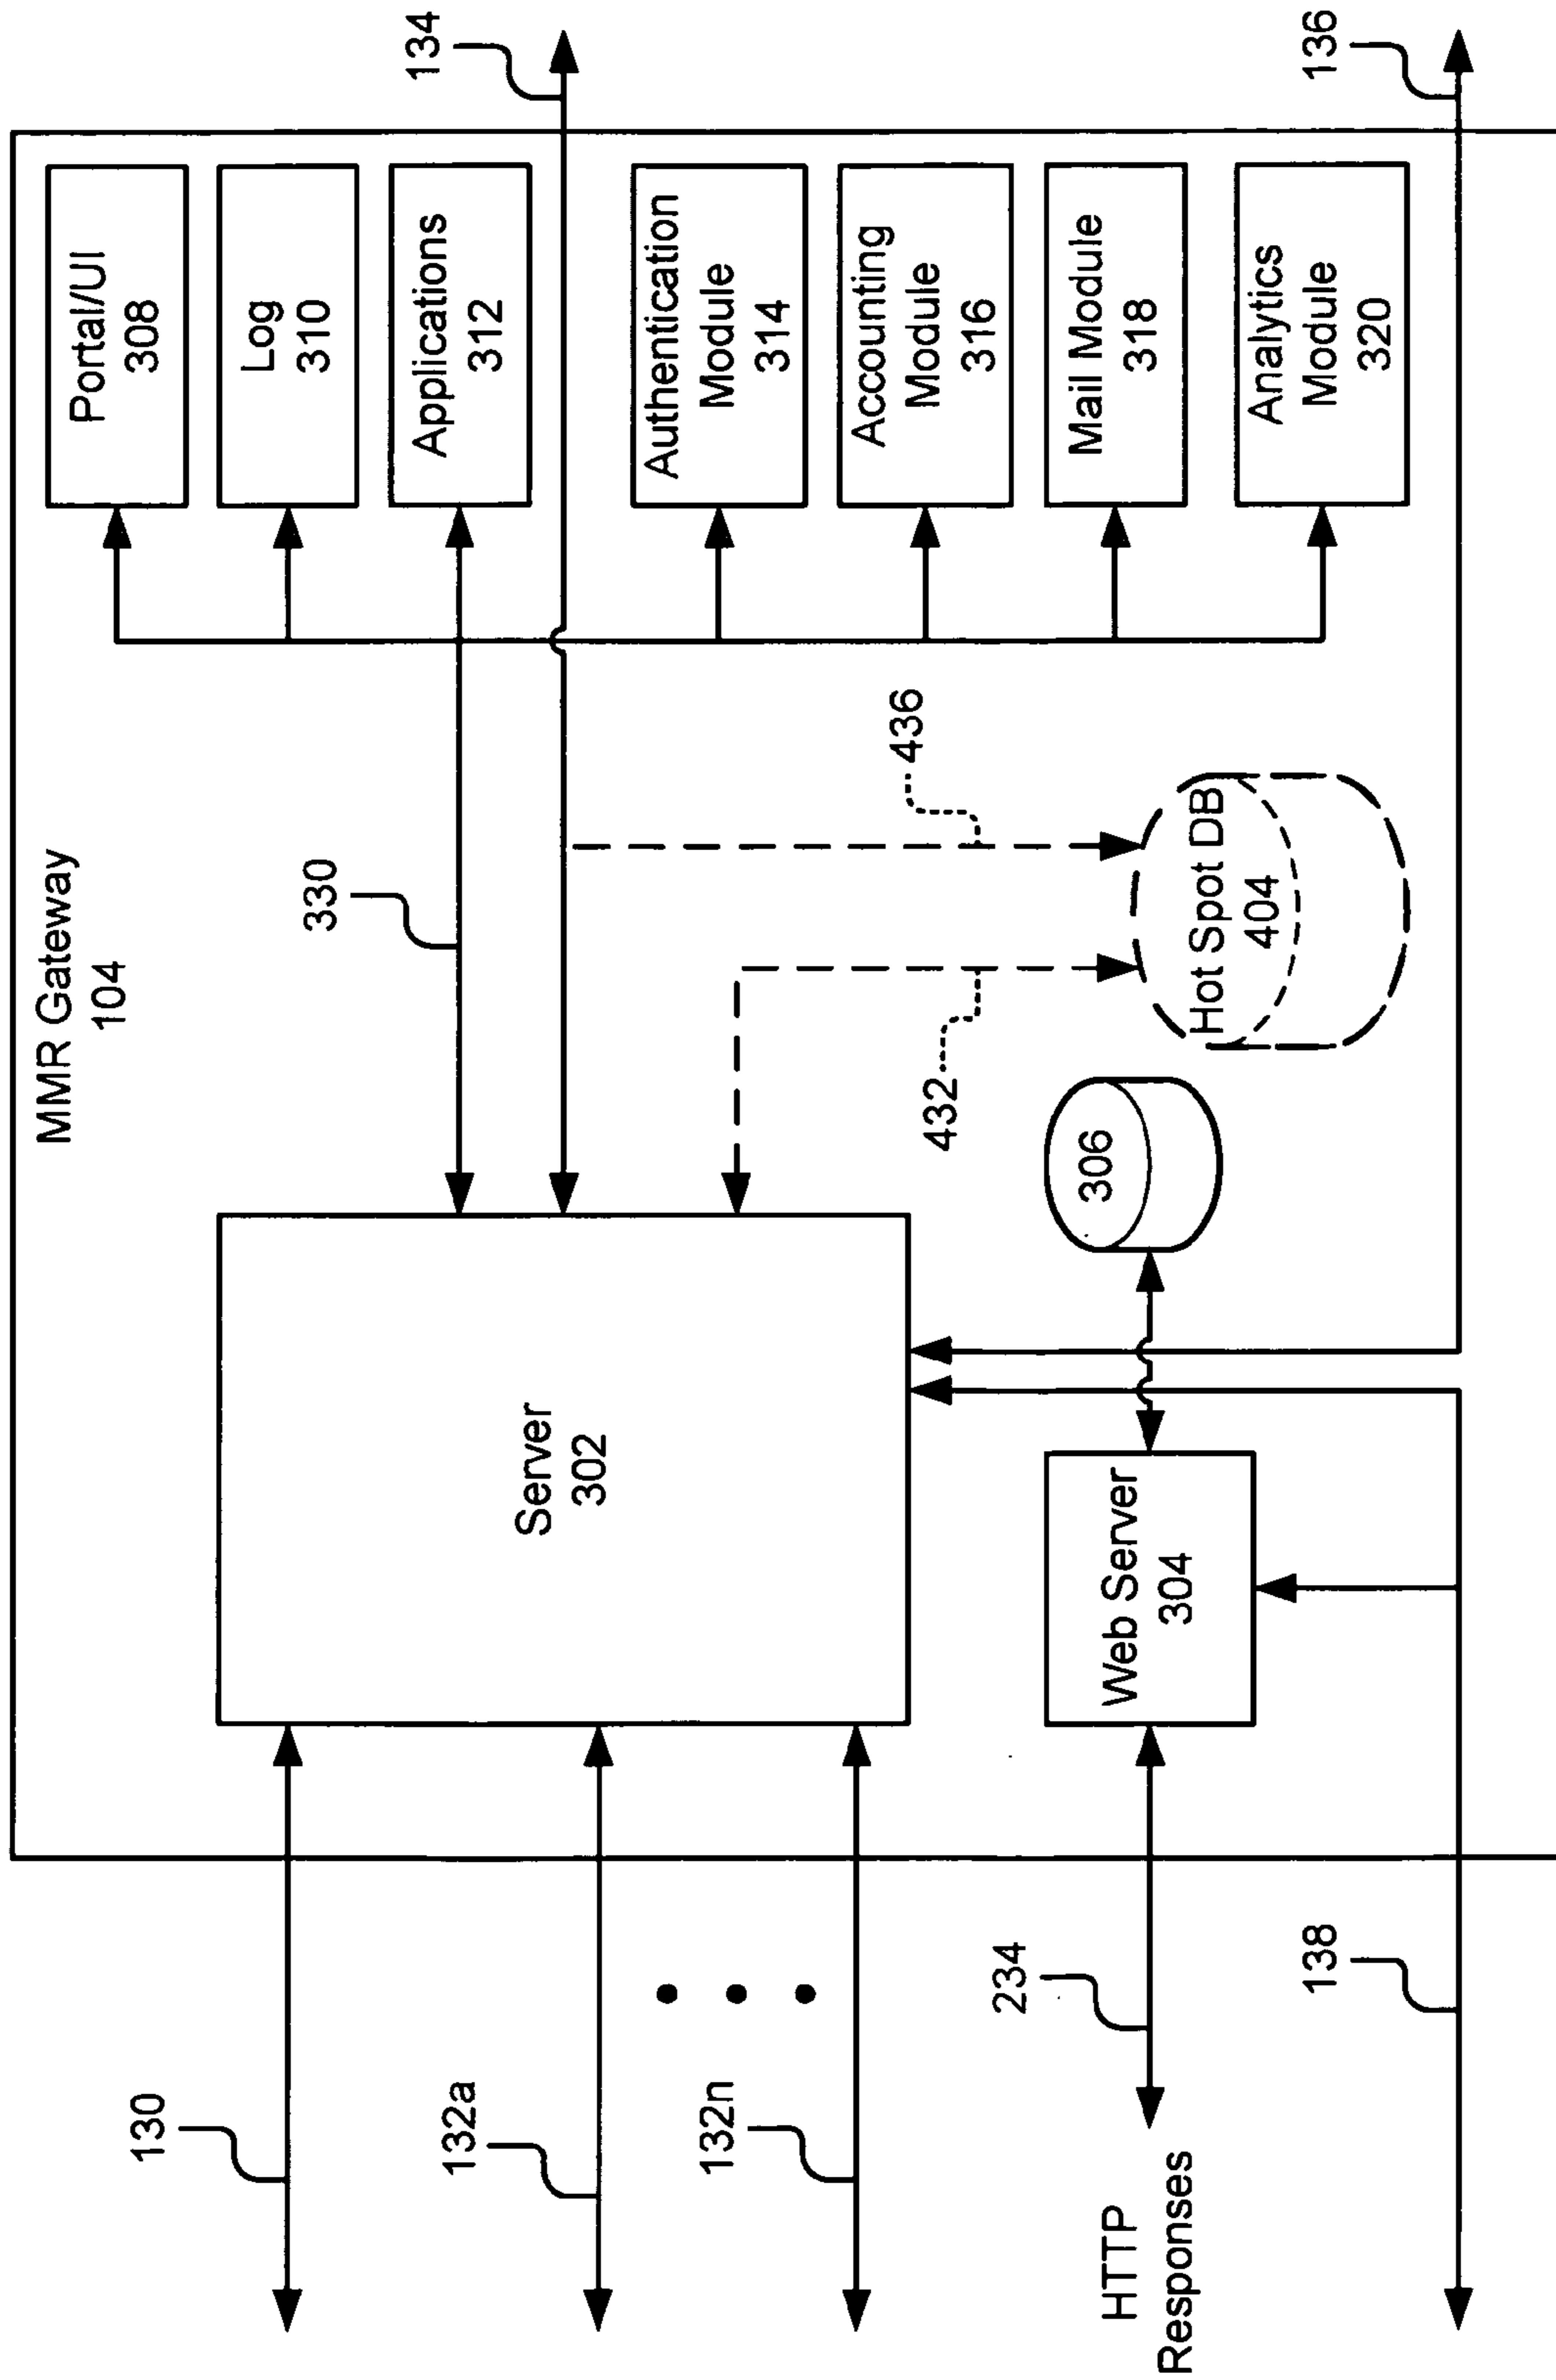 MMR Gateway
104
130
132a
132n
234
HTTP
Responses
138
Server
302
Web Server
304
306
330
432
436
Hot Spot DB
404
Portal/UI
308
Log
310
Applications
312
Authentication
Module
314
Accounting
Module
316
Mail Module
318
Analytics
Module
320
134
136